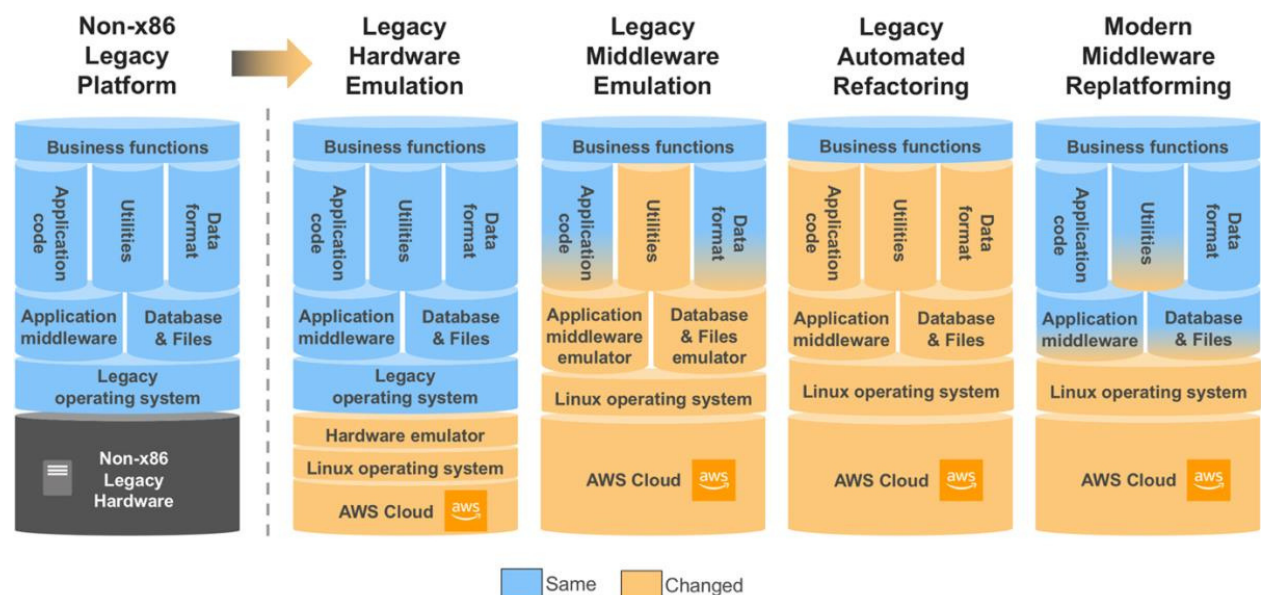 Non-x86
Legacy
Platform
Legacy
Hardware
Emulation
Legacy
Middleware
Emulation
Legacy
Automated
Refactoring
Modern
Middleware
Replatforming
Business functions
Application
code
Utilities
Data
format
Application
middleware
Database
& Files
Legacy
operating system
Non-x86
Legacy
Hardware
Business functions
Application
code
Utilities
Data
format
Application
middleware
Database
& Files
Legacy
operating system
Hardware emulator
Linux operating system
AWS Cloud
aws
Business functions
Application
code
Utilities
Data
format
Application
middleware
emulator
Database
& Files
emulator
Linux operating system
AWS Cloud
aws
Business functions
Application
code
Utilities
Data
format
Application
middleware
Database
& Files
Linux operating system
AWS Cloud
aws
Business functions
Application
code
Utilities
Data
format
Application
middleware
Database
& Files
Linux operating system
AWS Cloud
aws
Same
Changed